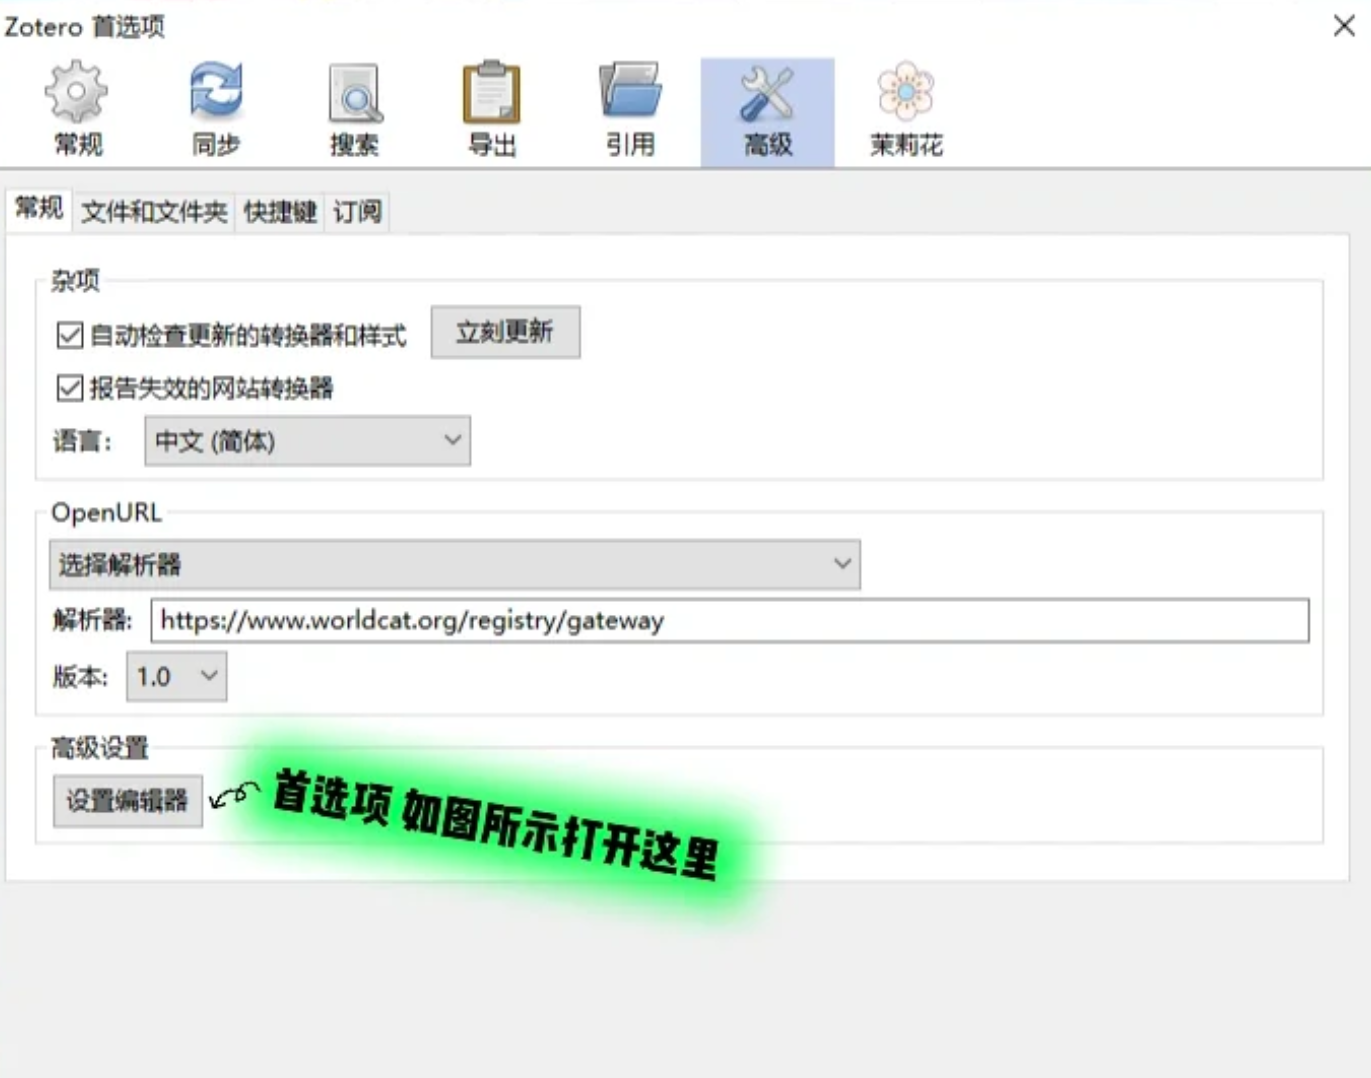 Zotero 首选项
常规 同步 搜索 导出 引用 高级 茉莉花
常规 文件和文件夹 快捷键 订阅
杂项
自动检查更新的转换器和样式 立刻更新
报告失效的网站转换器
语言: 中文 (简体)
OpenURL
选择解析器
解析器: https://www.worldcat.org/registry/gateway
版本: 1.0
高级设置
设置编辑器 首选项 如图所示打开这里